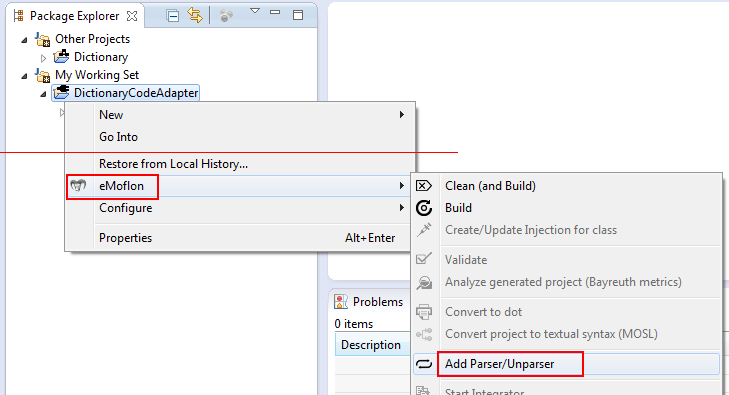 Package Explorer
Other Projects
Dictionary
My Working Set
DictionaryCodeAdapter
New
Go Into
Restore from Local History...
eMoflon
Configure
Properties Alt+Enter
Clean (and Build)
Build
Create/Update Injection for class
Validate
Analyze generated project (Bayreuth metrics)
Convert to dot
Convert project to textual syntax (MOSL)
Add Parser/Unparser
Start Integrator
Problems
0 items
Description